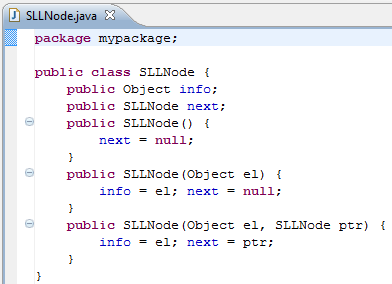 SLLNode.java
package mypackage;
public class SLLNode {
public Object info;
public SLLNode next;
public SLLNode() {
next = null;
}
public SLLNode(Object el) {
info = el; next = null;
}
public SLLNode(Object el, SLLNode ptr) {
info = el; next = ptr;
}
}